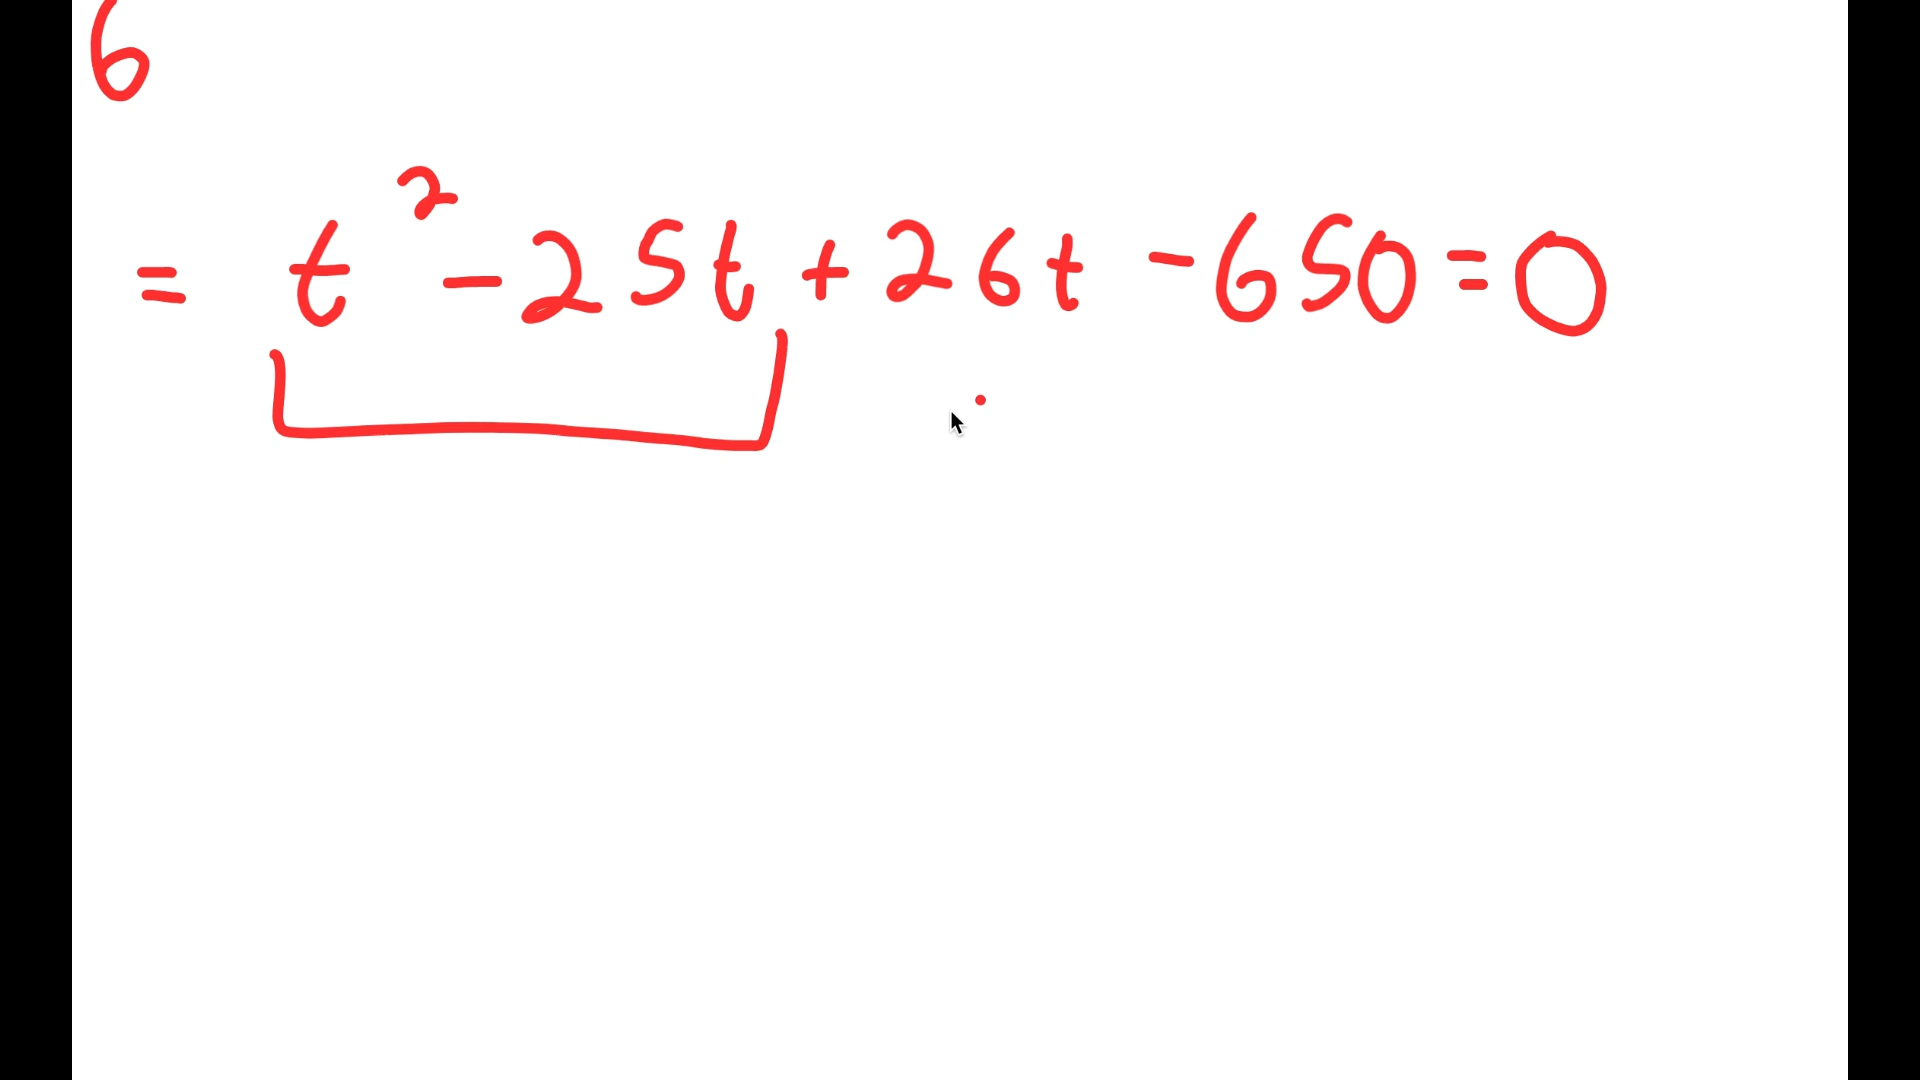 6
= t² - 25t + 26t - 650 = 0